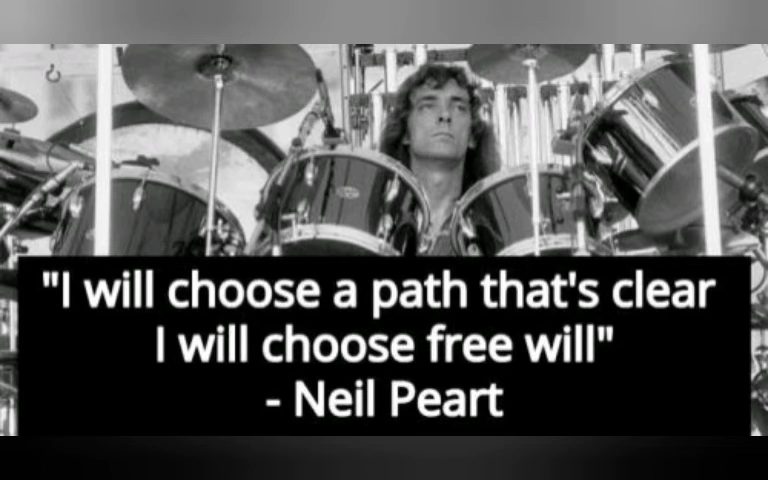 "I will choose a path that's clear
I will choose free will"
- Neil Peart